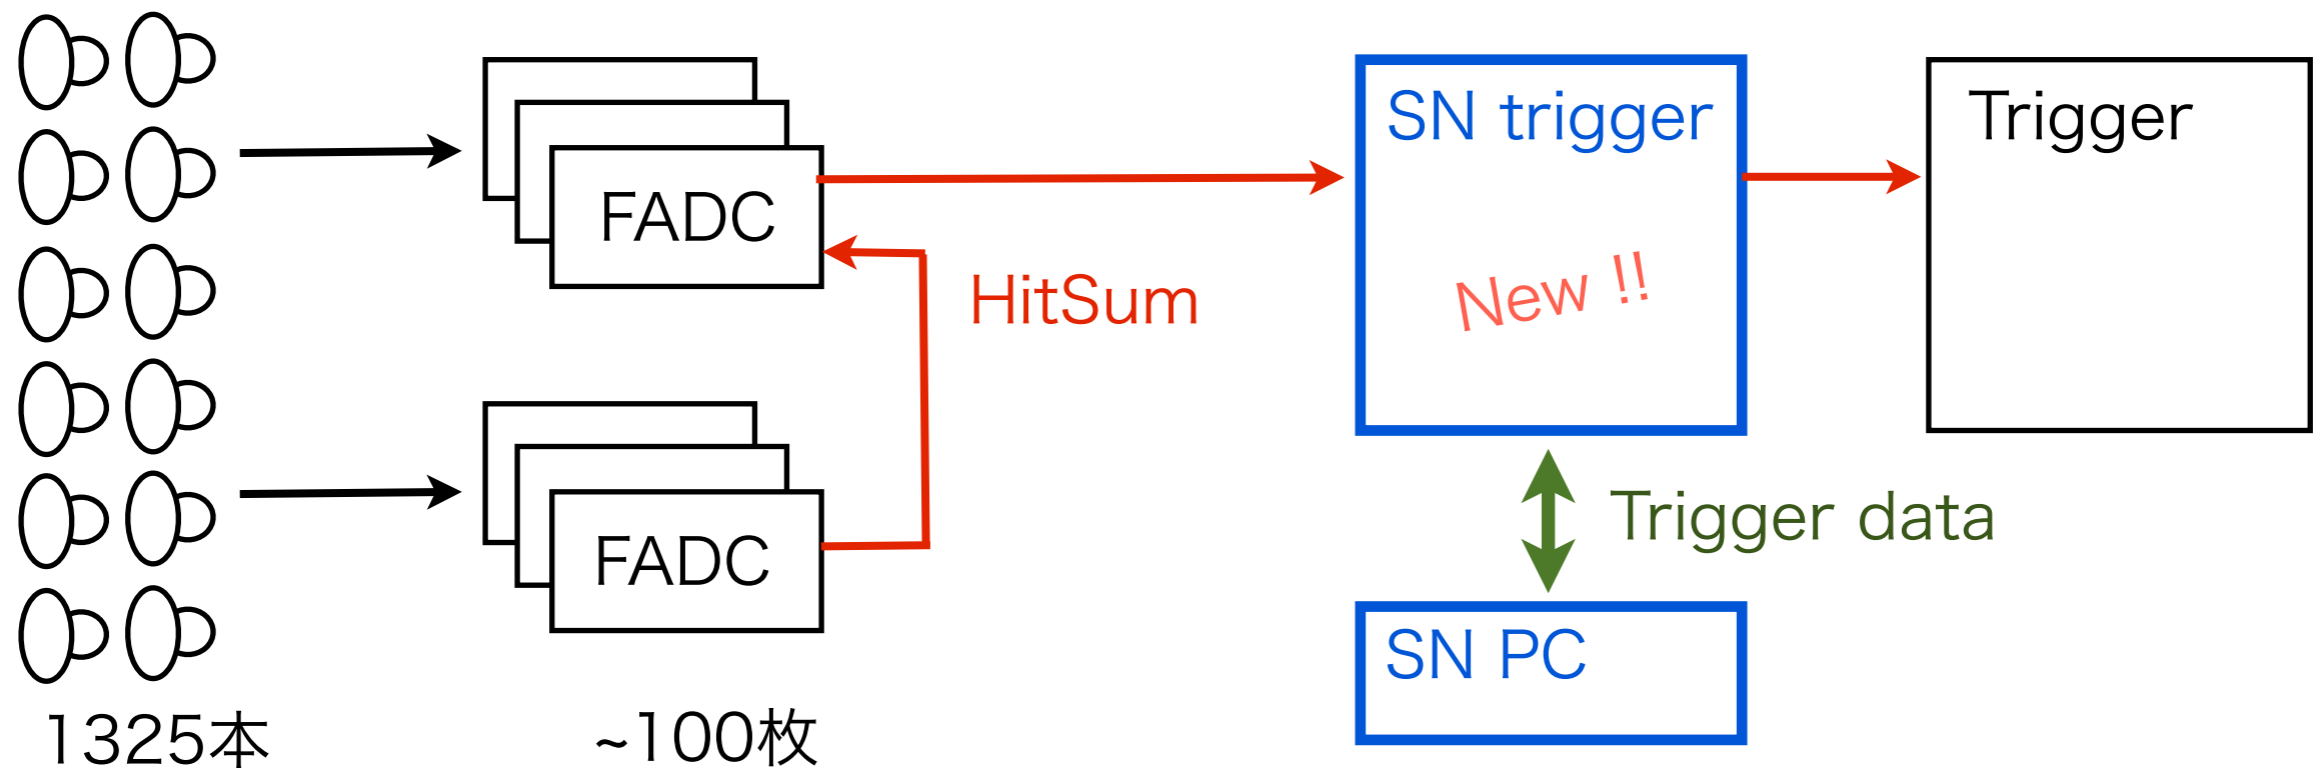 FADC
HitSum
FADC
1325本
~100枚
SN trigger
New !!
Trigger
Trigger data
SN PC